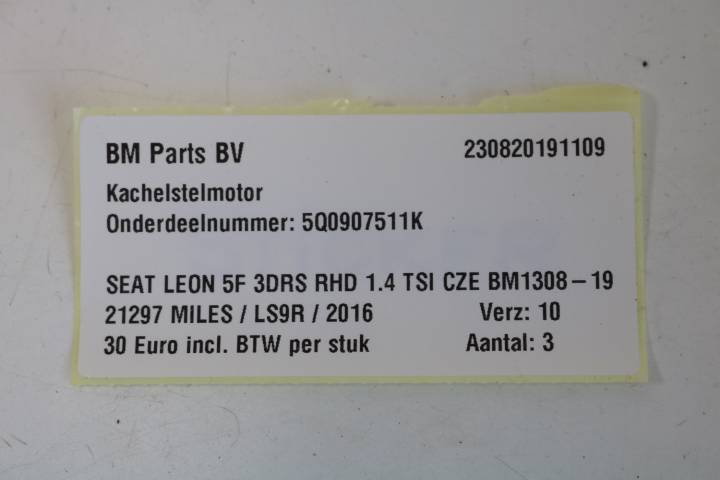 BM Parts BV 230820191109
Kachelstelmotor
Onderdeelnummer: 5Q0907511K
SEAT LEON 5F 3DRS RHD 1.4 TSI CZE BM1308-19
21297 MILES / LS9R / 2016 Verz: 10
30 Euro incl. BTW per stuk Aantal: 3